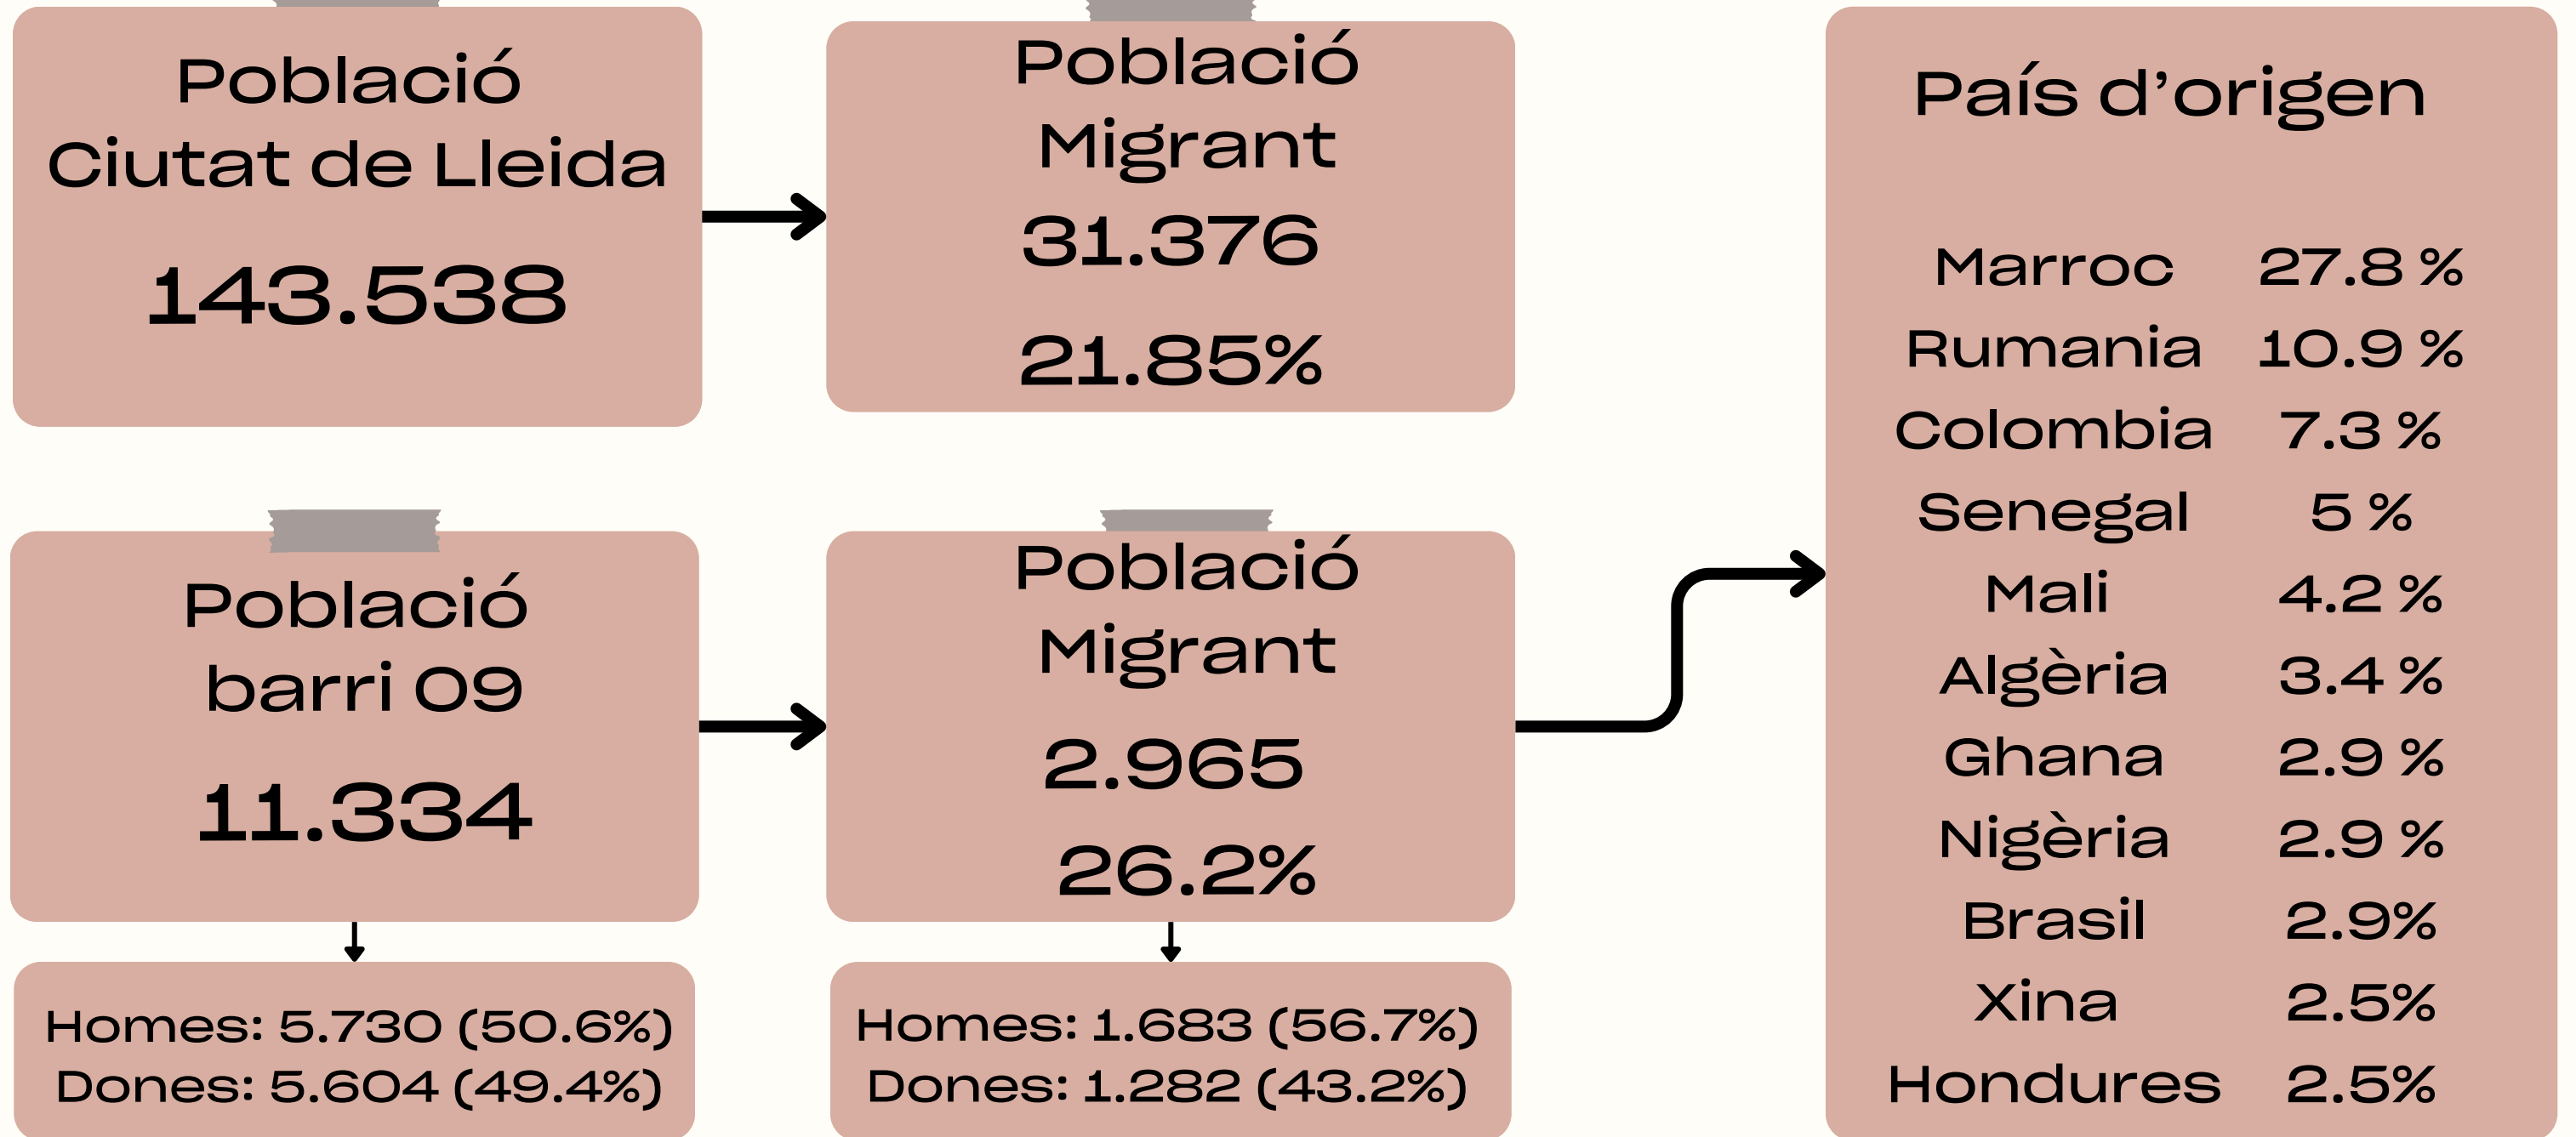 Població
Ciutat de Lleida
143.538
Població
Migrant
31.376
21.85%
Població
barri 09
11.334
Homes: 5.730 (50.6%)
Dones: 5.604 (49.4%)
Població
Migrant
2.965
26.2%
Homes: 1.683 (56.7%)
Dones: 1.282 (43.2%)
País d’origen
Marroc 27.8 %
Rumania 10.9 %
Colombia 7.3 %
Senegal 5 %
Mali 4.2 %
Algèria 3.4 %
Ghana 2.9 %
Nigèria 2.9 %
Brasil 2.9%
Xina 2.5%
Hondures 2.5%